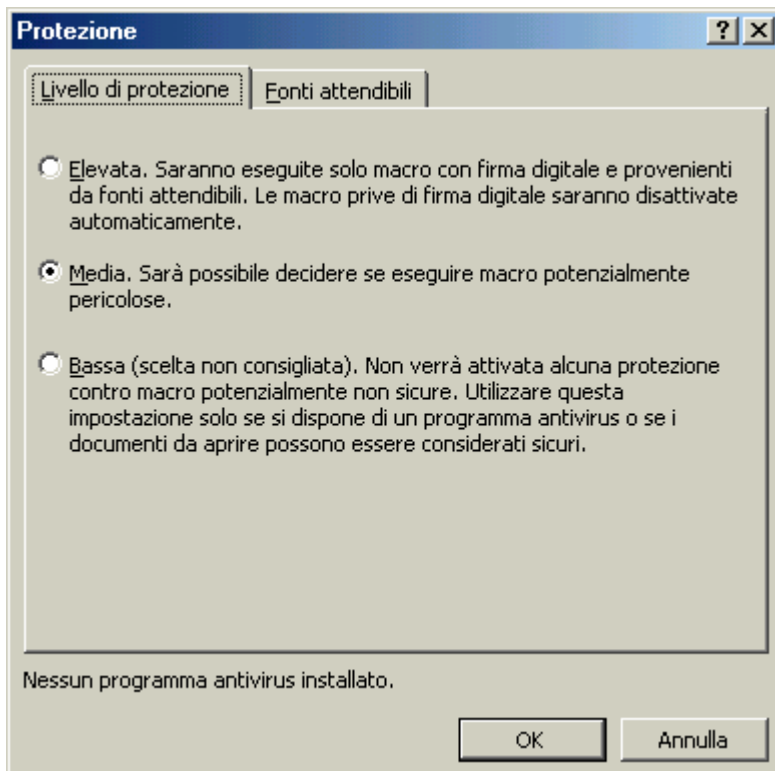 Protezione
Livello di protezione
Fonti attendibili
Elevata. Saranno eseguite solo macro con firma digitale e provenienti
da fonti attendibili. Le macro prive di firma digitale saranno disattivate
automaticamente.
Media. Sarà possibile decidere se eseguire macro potenzialmente
pericolose.
Bassa (scelta non consigliata). Non verrà attivata alcuna protezione
contro macro potenzialmente non sicure. Utilizzare questa
impostazione solo se si dispone di un programma antivirus o se i
documenti da aprire possono essere considerati sicuri.
Nessun programma antivirus installato.
OK
Annulla